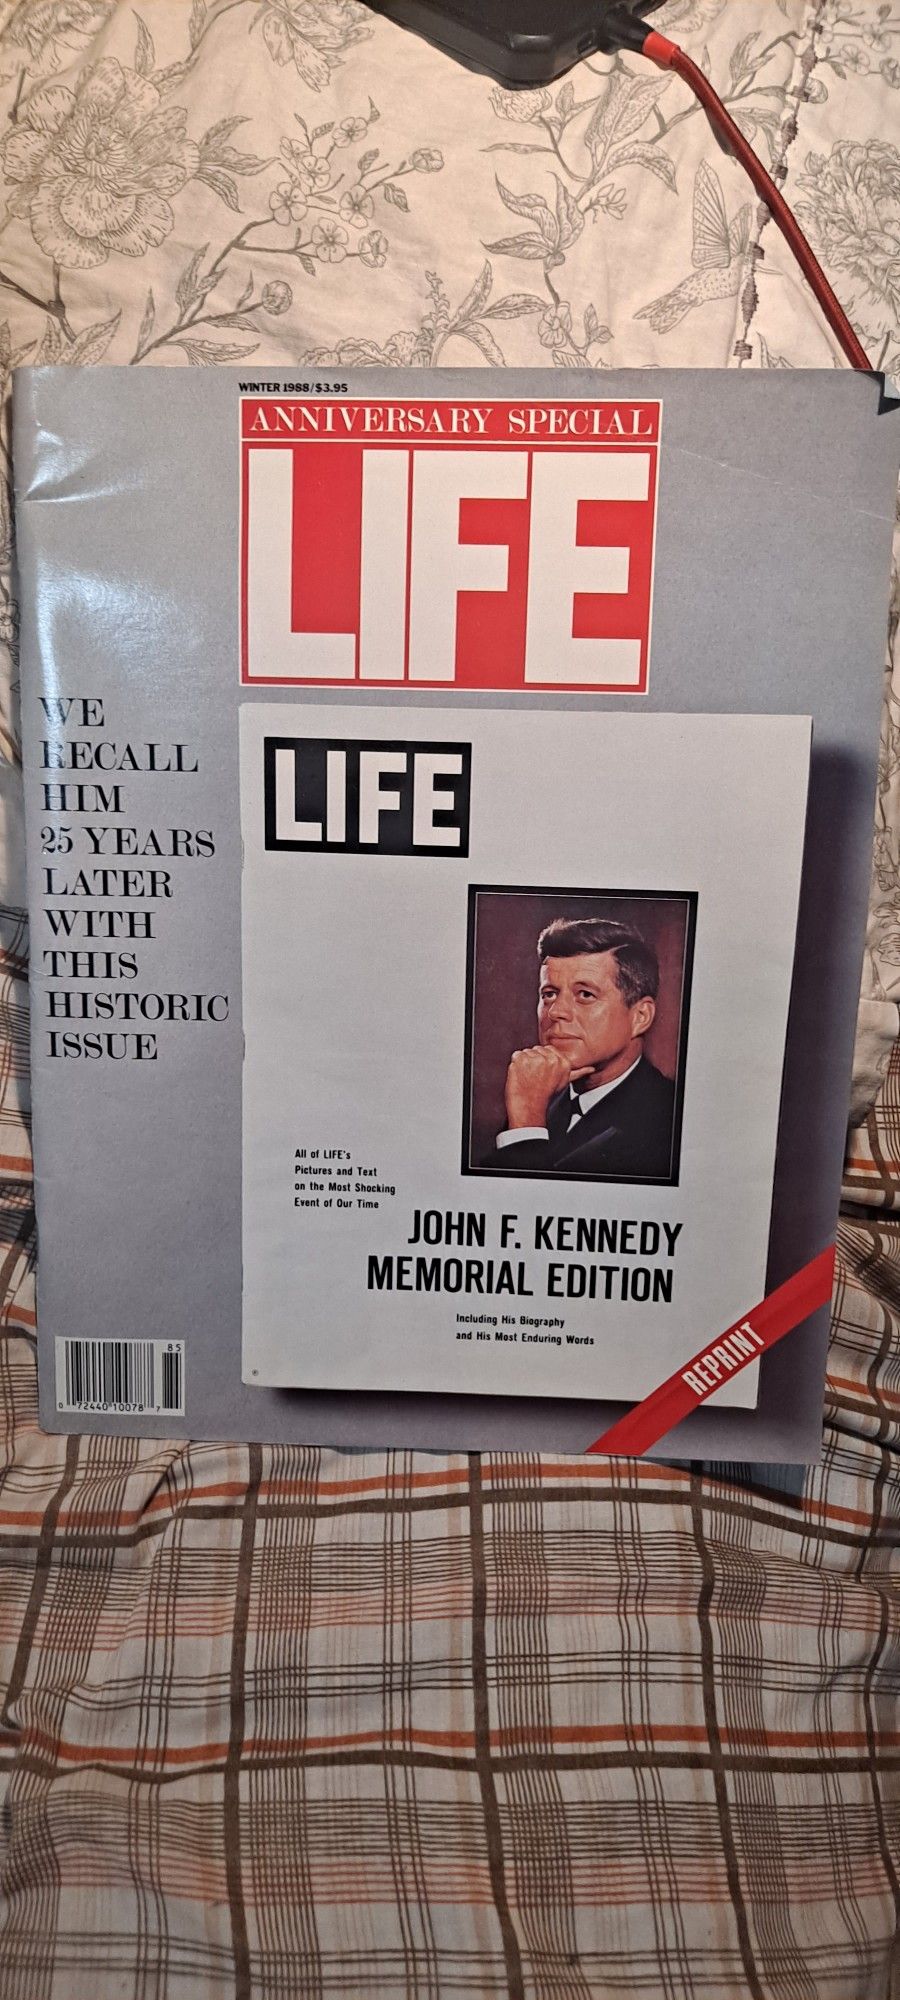 WINTER 1988/$3.95
ANNIVERSARY SPECIAL
LIFE
WE
RECALL
HIM
25 YEARS
LATER
WITH
THIS
HISTORIC
ISSUE
LIFE
All of LIFE's
Pictures and Text
on the Most Shocking
Event of Our Time
JOHN F. KENNEDY
MEMORIAL EDITION
Including His Biography
and His Most Enduring Words
REPRINT
85
0 72440 10078 7